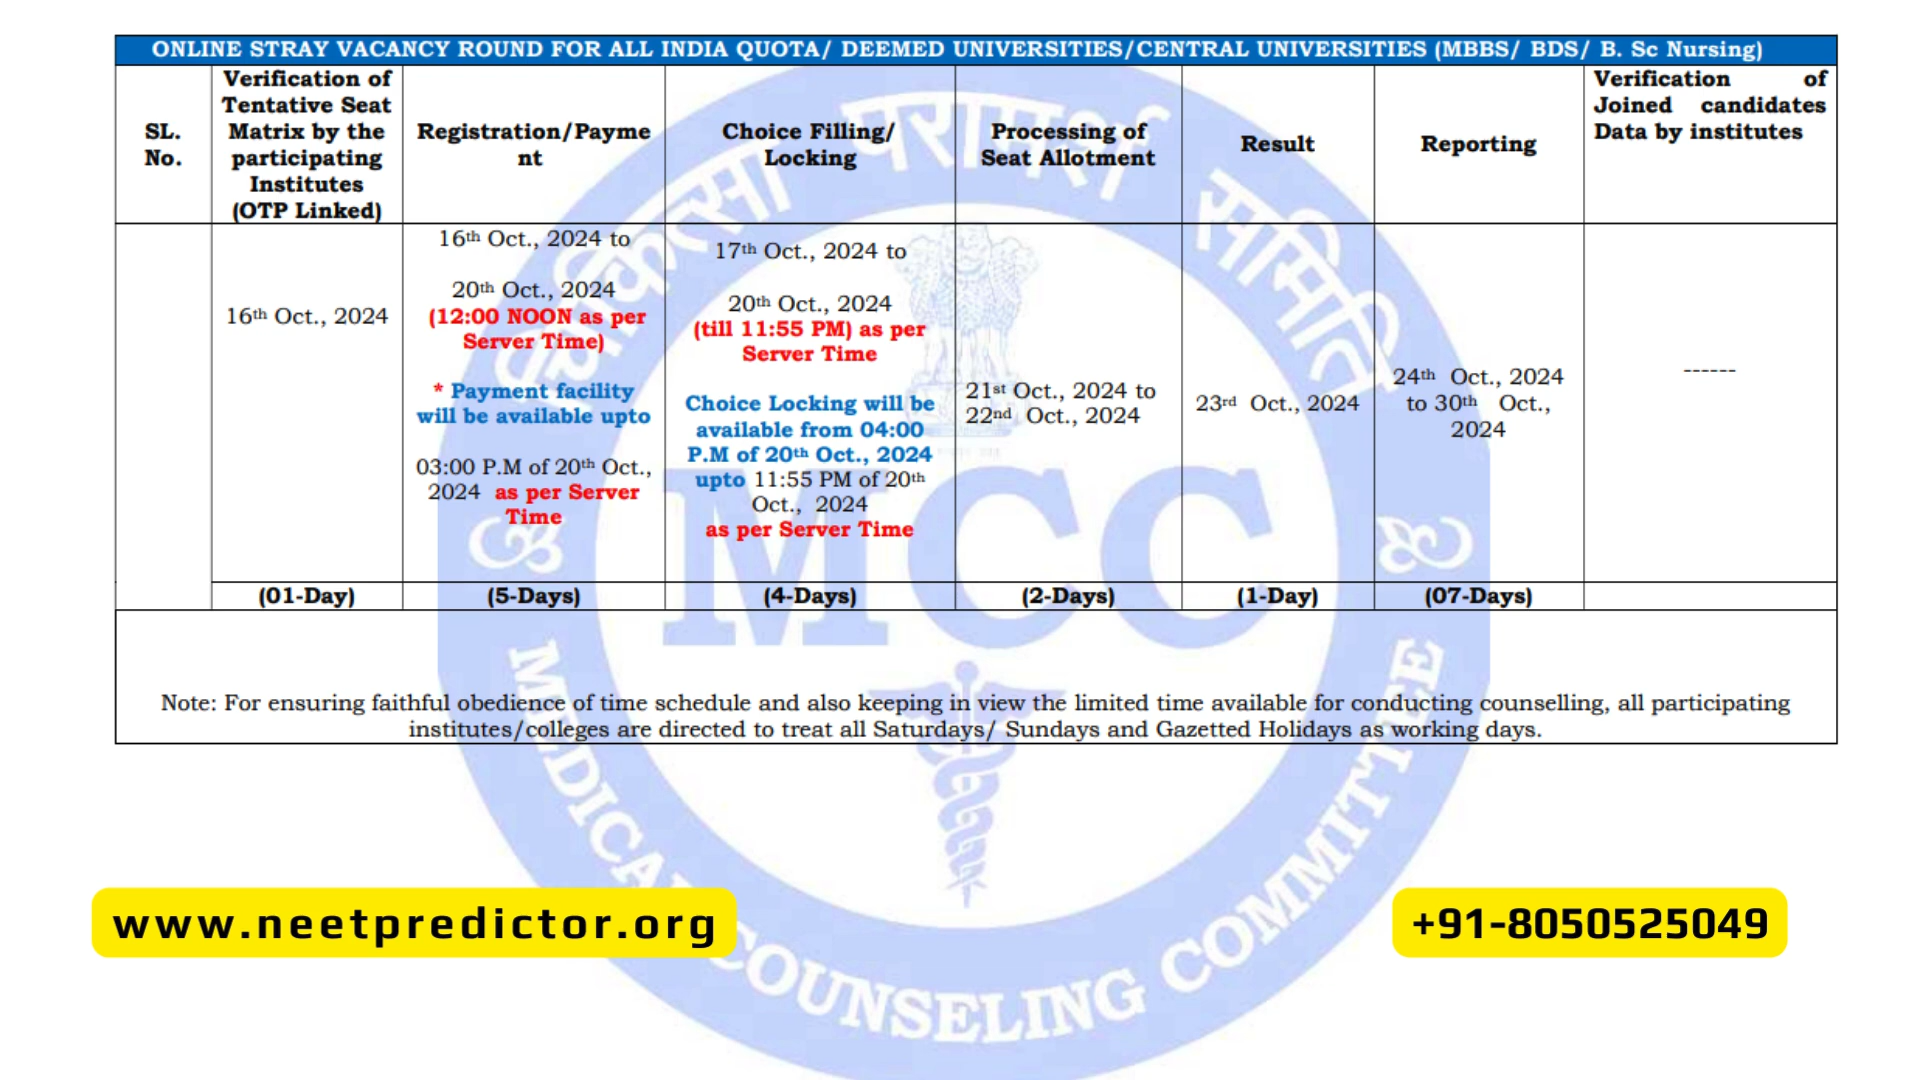 ONLINE STRAY VACANCY ROUND FOR ALL INDIA QUOTA/ DEEMED UNIVERSITIES/CENTRAL UNIVERSITIES (MBBS/ BDS/ B. Sc Nursing)
SL.
No.
Verification of
Tentative Seat
Matrix by the
participating
Institutes
(OTP Linked)
Registration/Payme
nt
Choice Filling/
Locking
Processing of
Seat Allotment
Result
Reporting
Verification of
Joined candidates
Data by institutes
16th Oct., 2024
16th Oct., 2024 to
20th Oct., 2024
(12:00 NOON as per
Server Time)
* Payment facility
will be available upto
03:00 P.M of 20th Oct.,
2024 as per Server
Time
17th Oct., 2024 to
20th Oct., 2024
(till 11:55 PM) as per
Server Time
Choice Locking will be
available from 04:00
P.M of 20th Oct., 2024
upto 11:55 PM of 20th
Oct., 2024
as per Server Time
21st Oct., 2024 to
22nd Oct., 2024
23rd Oct., 2024
24th Oct., 2024
to 30th Oct.,
2024
------
(01-Day)
(5-Days)
(4-Days)
(2-Days)
(1-Day)
(07-Days)
Note: For ensuring faithful obedience of time schedule and also keeping in view the limited time available for conducting counselling, all participating
institutes/colleges are directed to treat all Saturdays/ Sundays and Gazetted Holidays as working days.
चिकित्सा परामर्श समिति
MCC
MEDICAL COUNSELING COMMITTEE
www.neetpredictor.org
+91-8050525049